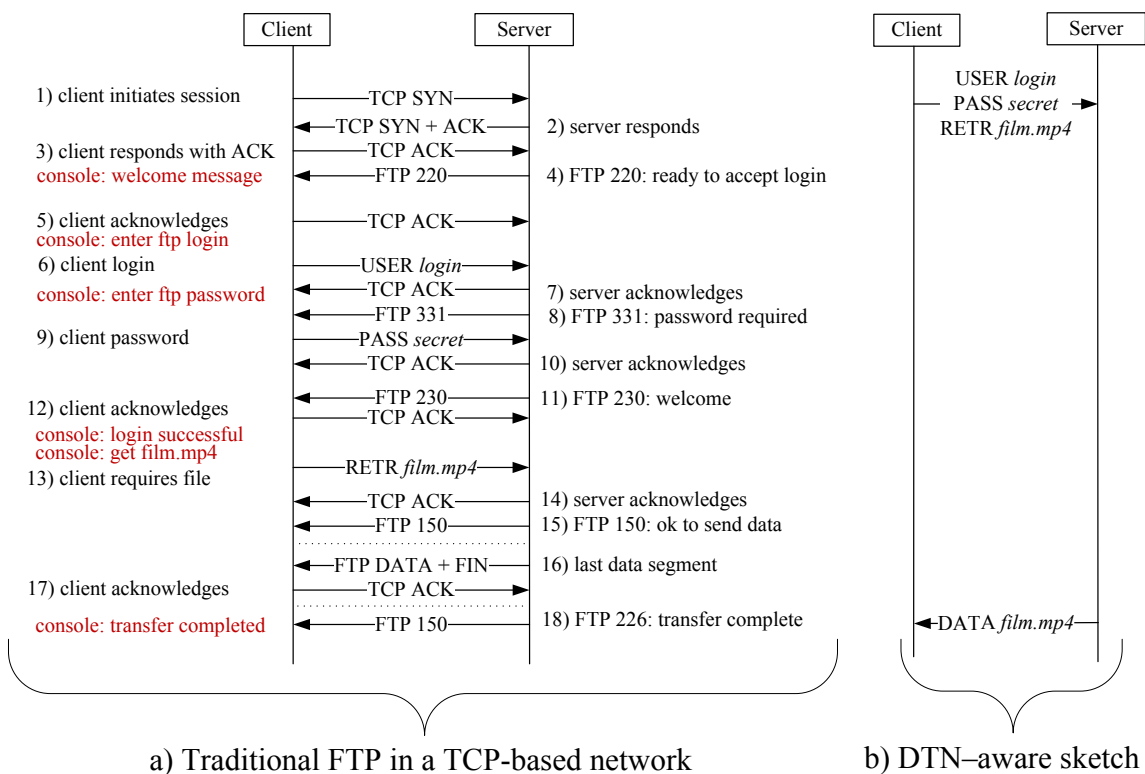 Client
Server
Client
Server
1) client initiates session
TCP SYN
TCP SYN + ACK
2) server responds
3) client responds with ACK
TCP ACK
console: welcome message
FTP 220
4) FTP 220: ready to accept login
5) client acknowledges
TCP ACK
console: enter ftp login
6) client login
USER login
TCP ACK
7) server acknowledges
console: enter ftp password
FTP 331
8) FTP 331: password required
9) client password
PASS secret
TCP ACK
10) server acknowledges
FTP 230
11) FTP 230: welcome
12) client acknowledges
TCP ACK
console: login successful
console: get film.mp4
RETR film.mp4
13) client requires file
TCP ACK
14) server acknowledges
FTP 150
15) FTP 150: ok to send data
FTP DATA + FIN
16) last data segment
17) client acknowledges
TCP ACK
console: transfer completed
FTP 150
18) FTP 226: transfer complete
a) Traditional FTP in a TCP-based network
USER login
PASS secret
RETR film.mp4
DATA film.mp4
b) DTN–aware sketch